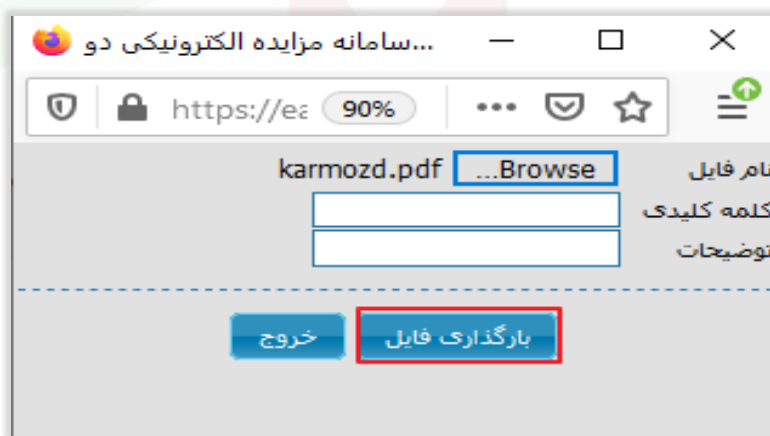 سامانه مزایده الکترونیکی دو...
https://ea 90%
نام فایل Browse... karmozd.pdf
کلمه کلیدی
توضیحات
بارگذاری فایل خروج